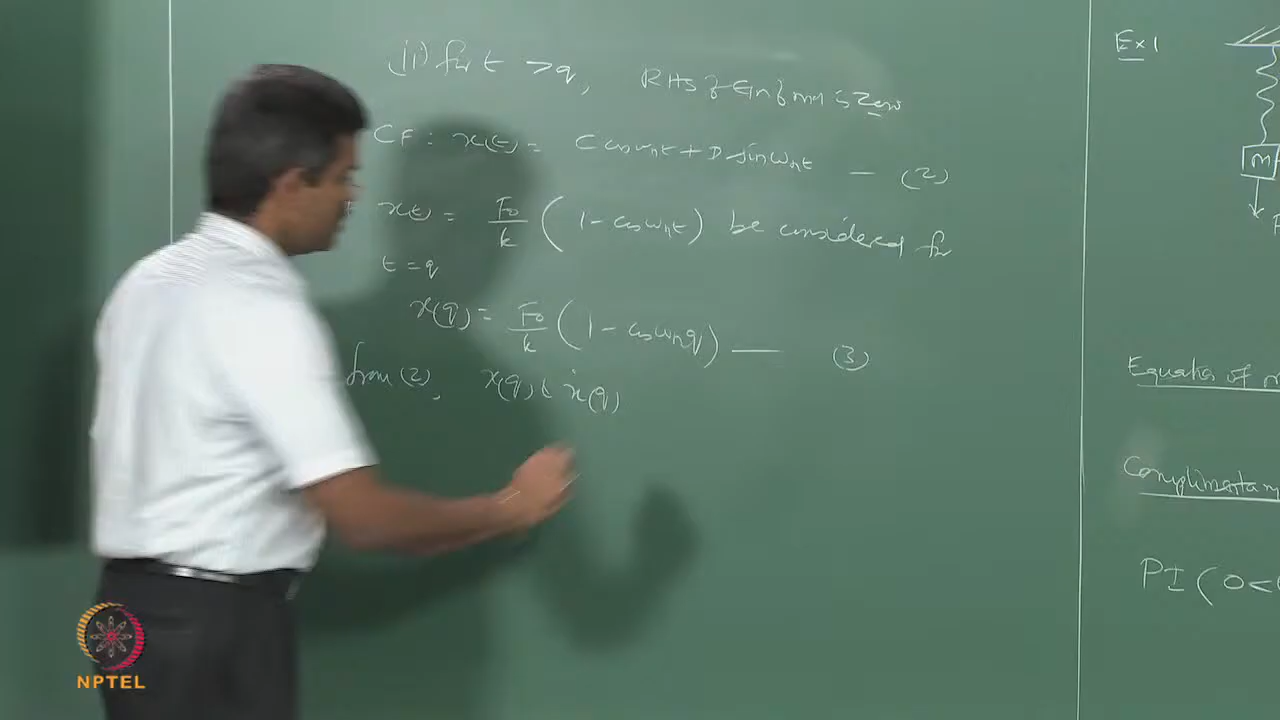 (ii) for t > q, RHS of Eqn of mn is Zero
CF : x(t) = C cos ωnt + D sin ωnt — (2)
x(t) = F0/k (1 - cos ωnt) be considered for
t = q
x(q) = F0/k (1 - cos ωnq) — (3)
from (2), x(q) & ẋ(q)
Ex 1
m
Equation of
Complimentary
PI ( 0 <
NPTEL